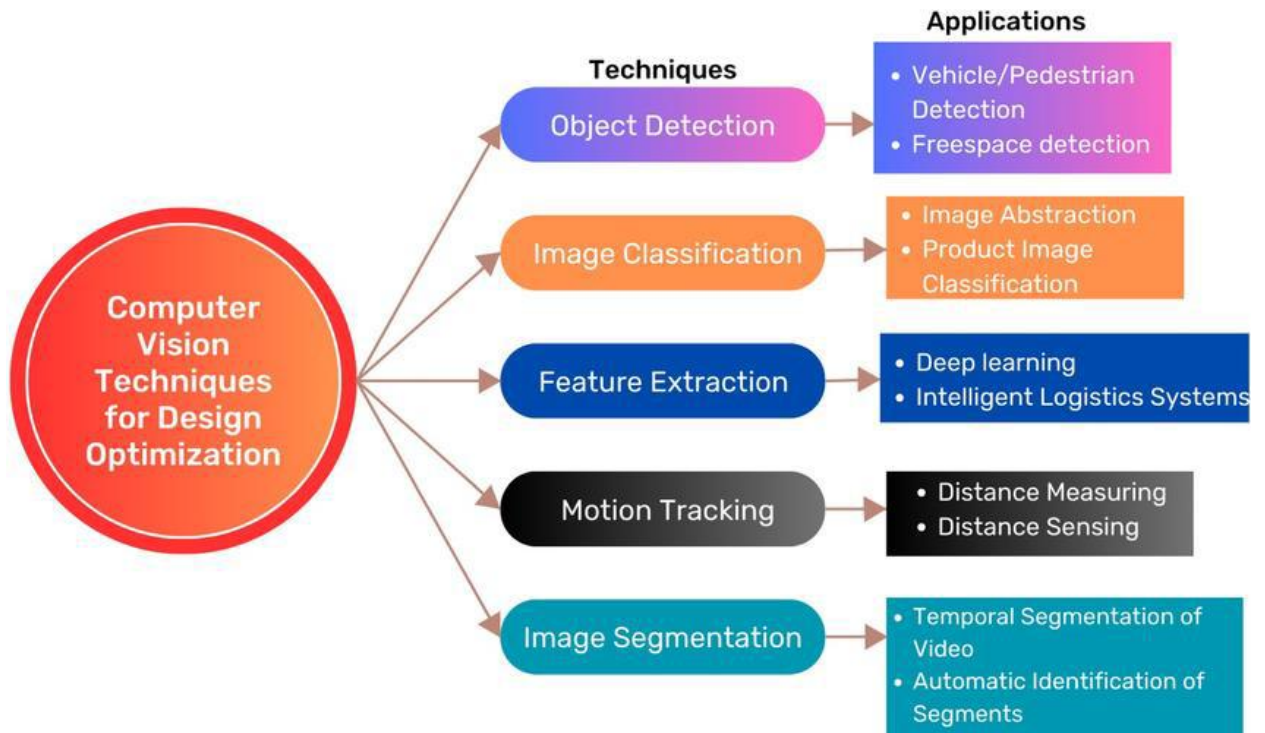 Computer
Vision
Techniques
for Design
Optimization
Techniques
Applications
Object Detection
• Vehicle/Pedestrian
Detection
• Freespace detection
Image Classification
• Image Abstraction
• Product Image
Classification
Feature Extraction
• Deep learning
• Intelligent Logistics Systems
Motion Tracking
• Distance Measuring
• Distance Sensing
Image Segmentation
• Temporal Segmentation of
Video
• Automatic Identification of
Segments